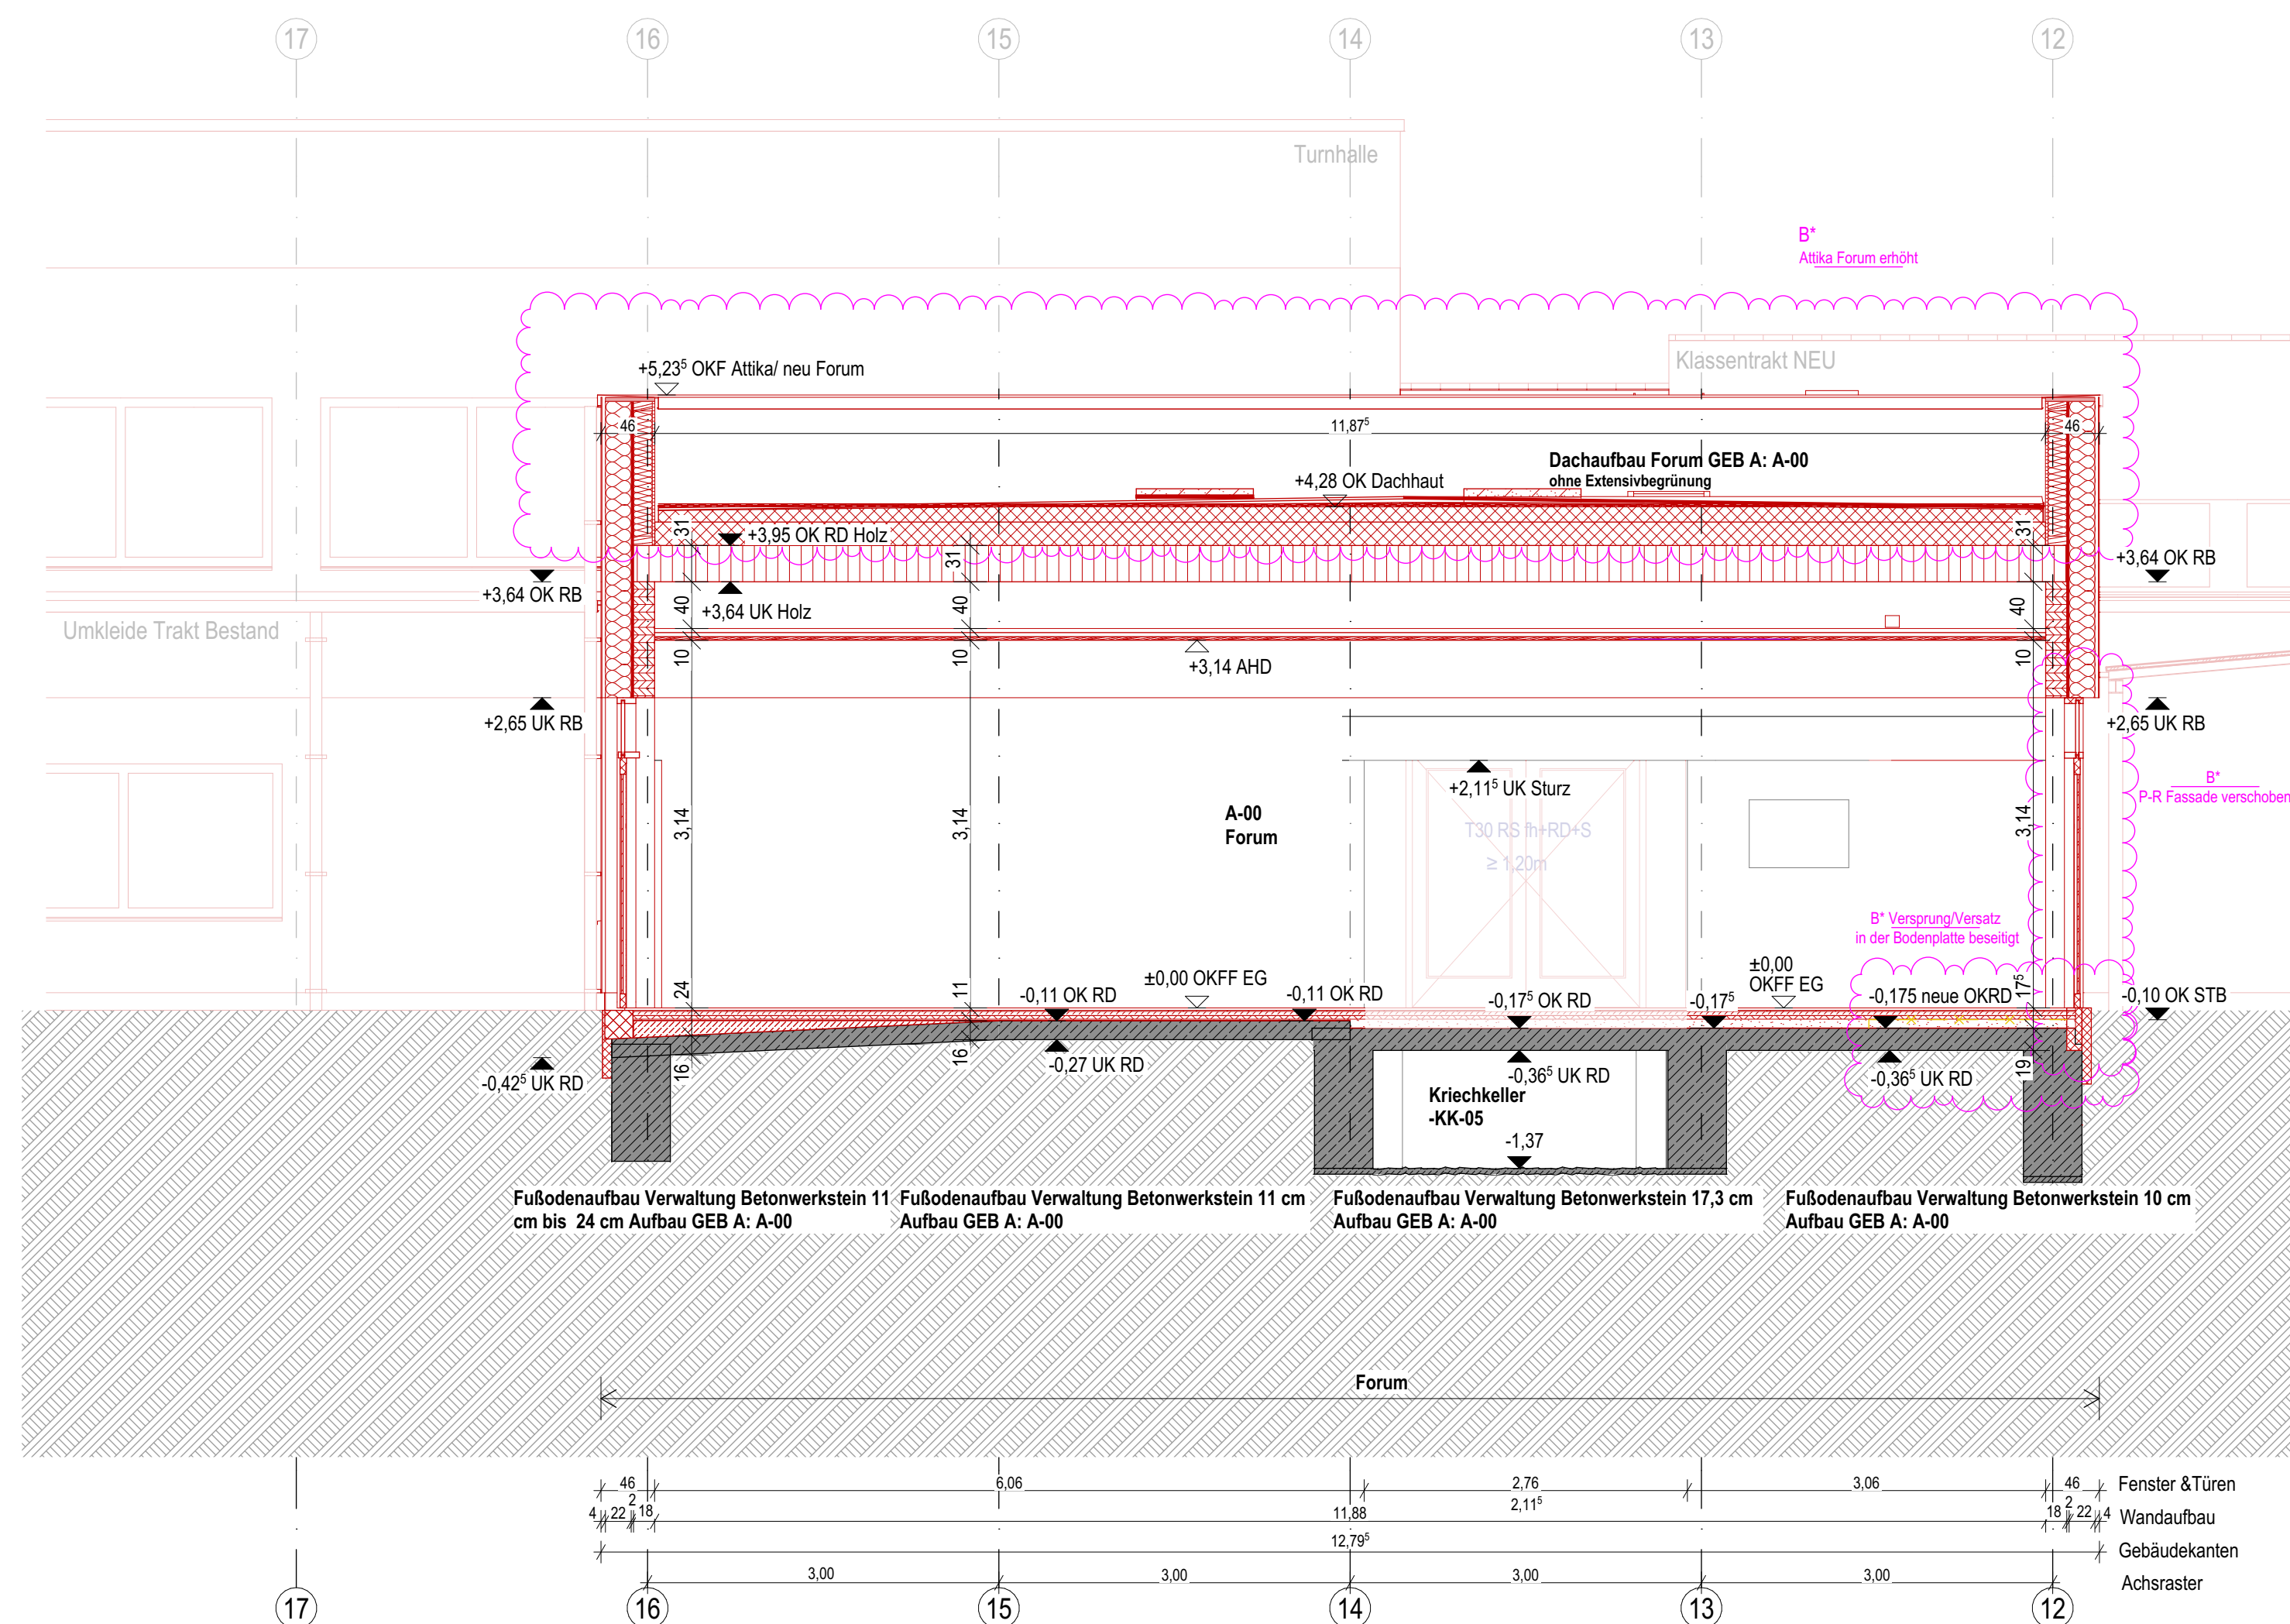 17
16
15
14
13
12
Turnhalle
B*
Attika Forum erhöht
Klassentrakt NEU
+5,23⁵ OKF Attika/ neu Forum
46
11,87⁵
46
Dachaufbau Forum GEB A: A-00
ohne Extensivbegrünung
+4,28 OK Dachhaut
31
+3,95 OK RD Holz
31
31
+3,64 OK RB
+3,64 OK RB
+3,64 UK Holz
40
40
40
Umkleide Trakt Bestand
10
10
10
+3,14 AHD
+2,65 UK RB
+2,65 UK RB
+2,11⁵ UK Sturz
B*
P-R Fassade verschoben
3,14
3,14
3,14
A-00
Forum
T30 RS fh+RD+S
≥ 1,20m
B* Versprung/Versatz
in der Bodenplatte beseitigt
24
11
17⁵
±0,00 OKFF EG
±0,00
OKFF EG
-0,11 OK RD
-0,11 OK RD
-0,17⁵ OK RD
-0,17⁵
-0,175 neue OKRD
-0,10 OK STB
16
16
19
-0,42⁵ UK RD
-0,27 UK RD
-0,36⁵ UK RD
-0,36⁵ UK RD
Kriechkeller
-KK-05
-1,37
Fußodenaufbau Verwaltung Betonwerkstein 11
cm bis 24 cm Aufbau GEB A: A-00
Fußodenaufbau Verwaltung Betonwerkstein 11 cm
Aufbau GEB A: A-00
Fußodenaufbau Verwaltung Betonwerkstein 17,3 cm
Aufbau GEB A: A-00
Fußodenaufbau Verwaltung Betonwerkstein 10 cm
Aufbau GEB A: A-00
Forum
46
6,06
2,76
3,06
46
Fenster &Türen
2,11⁵
4
22
2
18
11,88
18
2
22
4
Wandaufbau
12,79⁵
Gebäudekanten
3,00
3,00
3,00
3,00
Achsraster
17
16
15
14
13
12